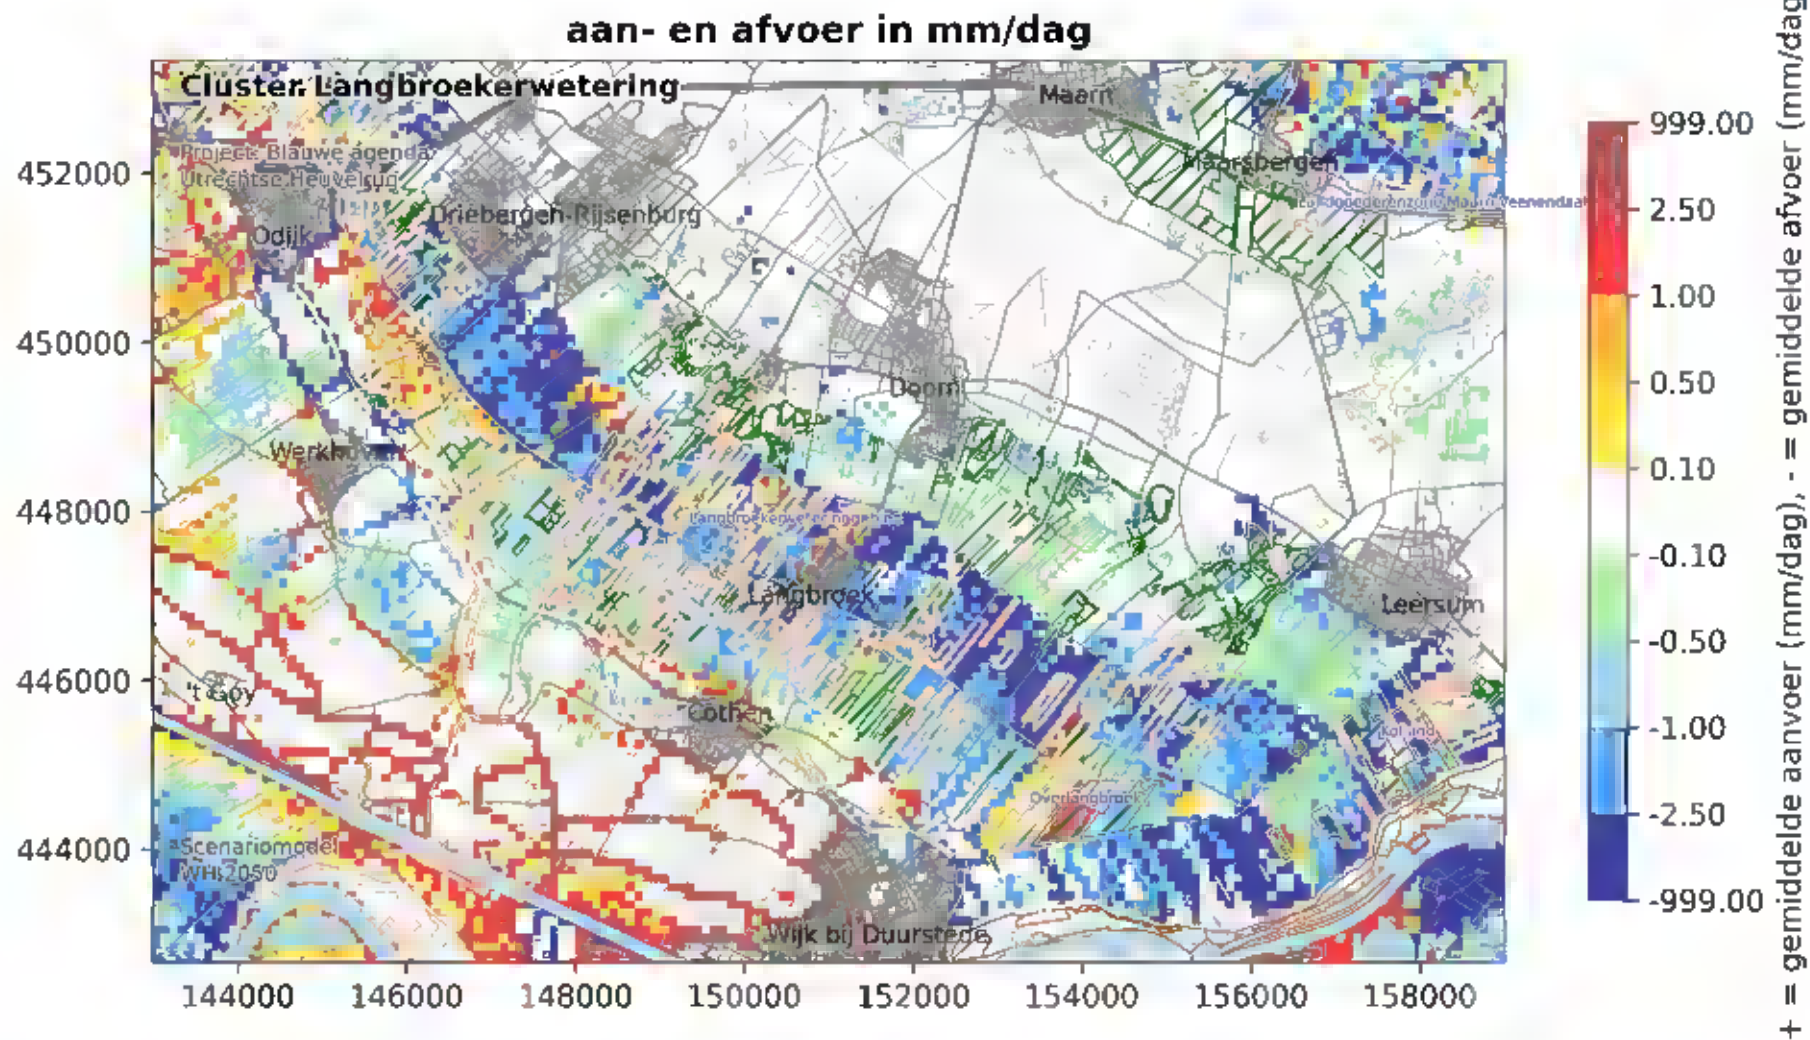 aan- en afvoer in mm/dag
Cluster Langbroekerwetering
Maarn
Project: Blauwe agenda
Utrechtse Heuvelrug
Maarsbergen
Driebergen-Rijsenburg
Odijk
Doorn
Langbroek
Leersum
't Goy
Cothen
Overlangbroek
Scenariomodel
WHI2050
Wijk bij Duurstede
452000
450000
448000
446000
444000
144000 146000 148000 150000 152000 154000 156000 158000
999.00
2.50
1.00
0.50
0.10
-0.10
-0.50
-1.00
-2.50
-999.00
+ = gemiddelde aanvoer (mm/dag), - = gemiddelde afvoer (mm/dag